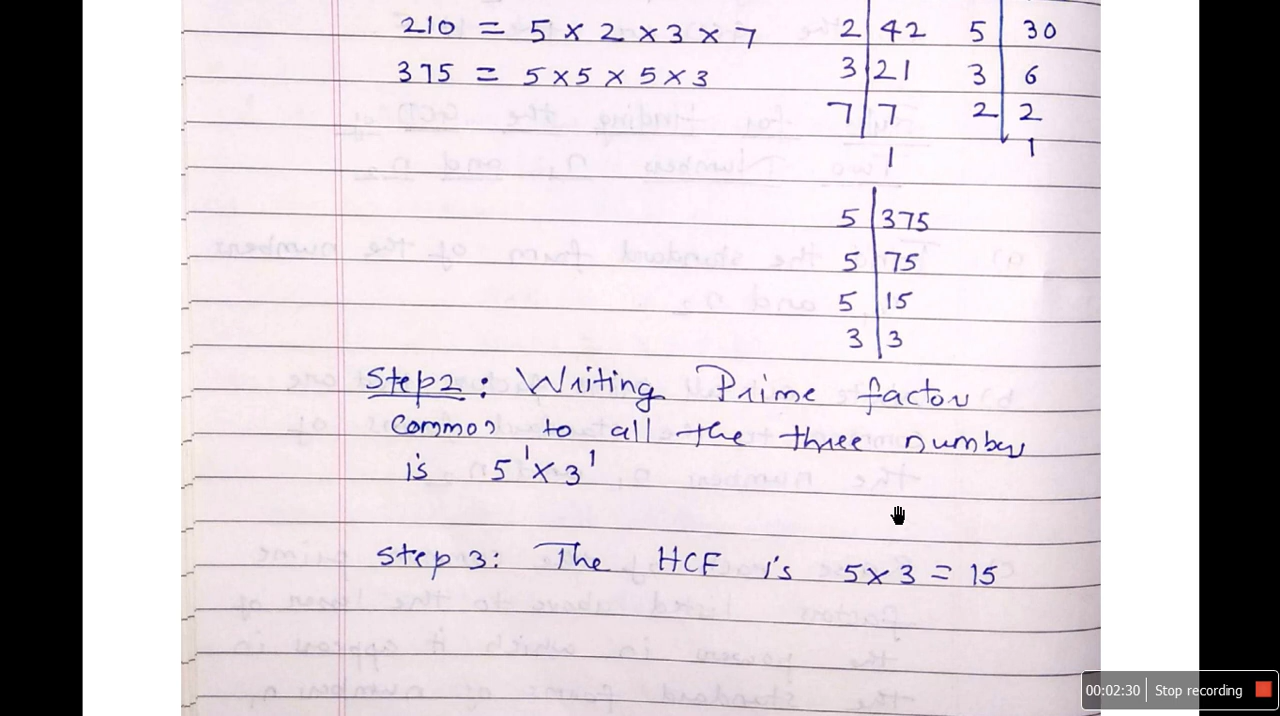 210 = 5 × 2 × 3 × 7
2 | 42 5 | 30
375 = 5 × 5 × 5 × 3
3 | 21 3 | 6
7 | 7 2 | 2
1 1
5 | 375
5 | 75
5 | 15
3 | 3
Step 2 : Writing Prime factor
Common to all the three number
is 5¹ × 3¹
Step 3: The HCF is 5 × 3 = 15
00:02:30 Stop recording